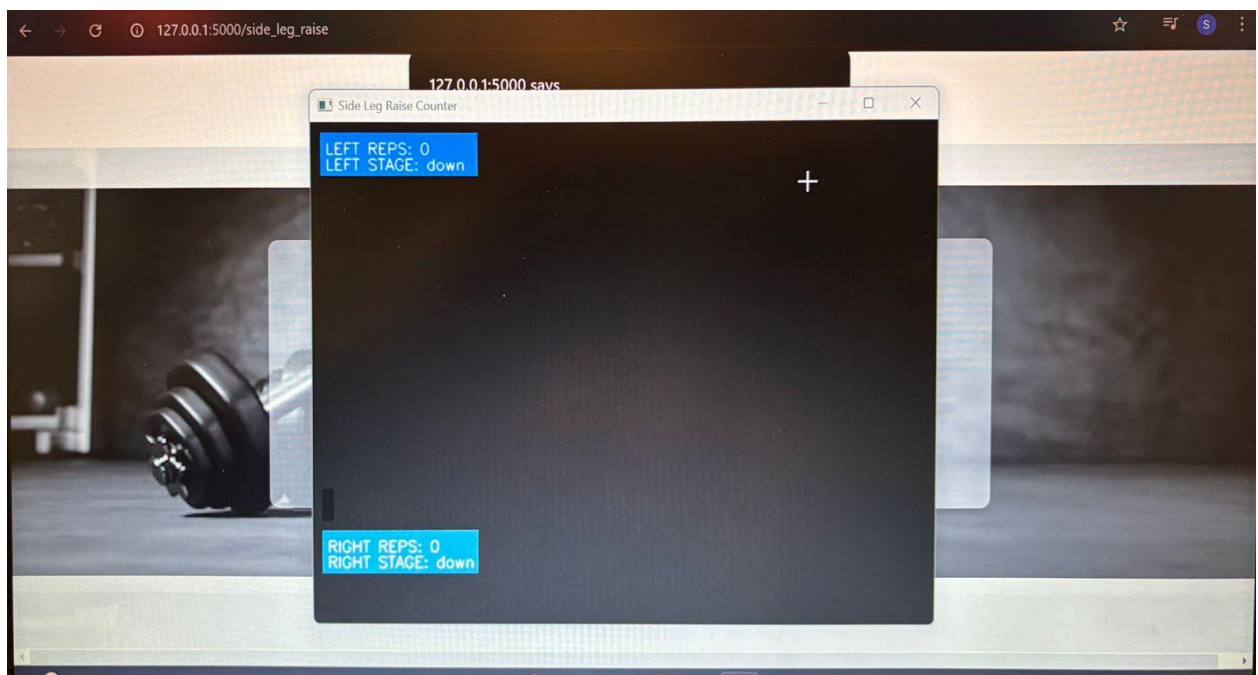 127.0.0.1:5000/side_leg_raise
S
127.0.0.1:5000 says
Side Leg Raise Counter
LEFT REPS: 0
LEFT STAGE: down
RIGHT REPS: 0
RIGHT STAGE: down